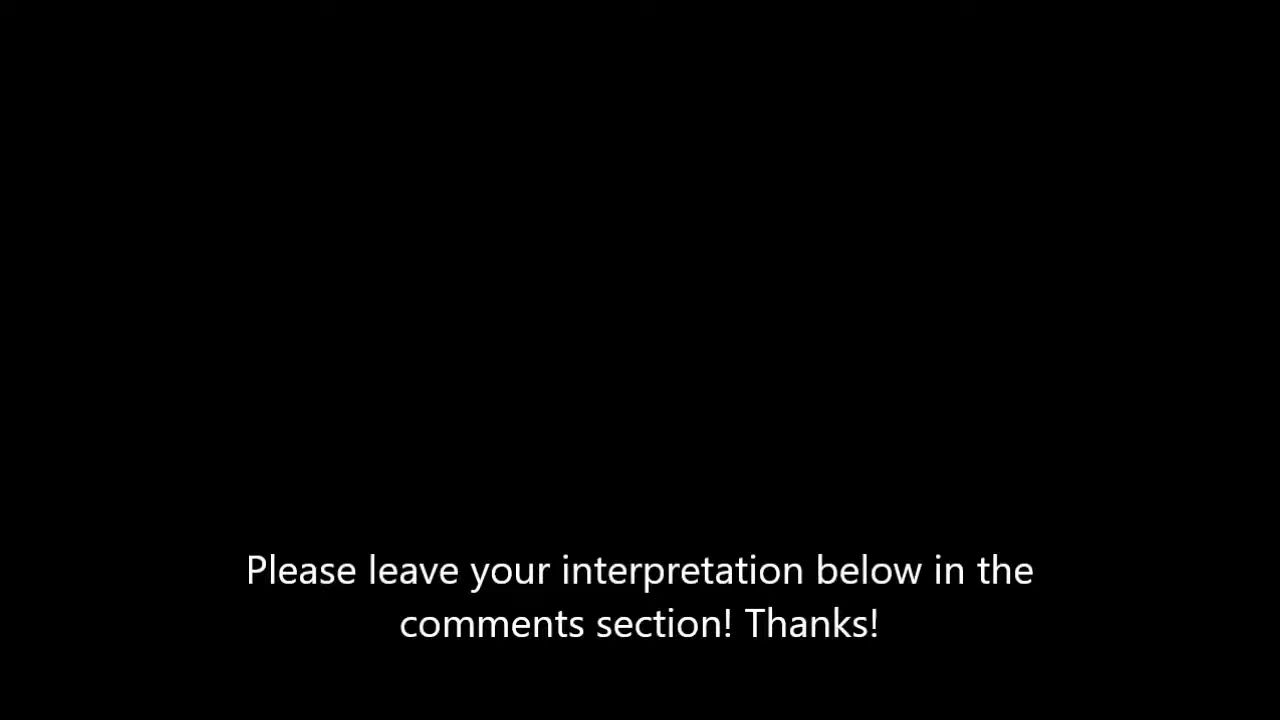 Please leave your interpretation below in the
comments section! Thanks!